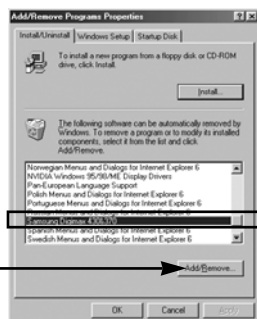 Add/Remove Programs Properties
Install/Uninstall Windows Setup Startup Disk
To install a new program from a floppy disk or CD-ROM
drive, click Install.
Install...
The following software can be automatically removed by
Windows. To remove a program or to modify its installed
components, select it from the list and click
Add/Remove.
Norwegian Menus and Dialogs for Internet Explorer 6
NVIDIA Windows 95/98/ME Display Drivers
Pan-European Language Support
Polish Menus and Dialogs for Internet Explorer 6
Portuguese Menus and Dialogs for Internet Explorer 6
Samsung Digimax
Spanish Menus and Dialogs for Internet Explorer 6
Swedish Menus and Dialogs for Internet Explorer 6
Add/Remove...
OK Cancel Apply